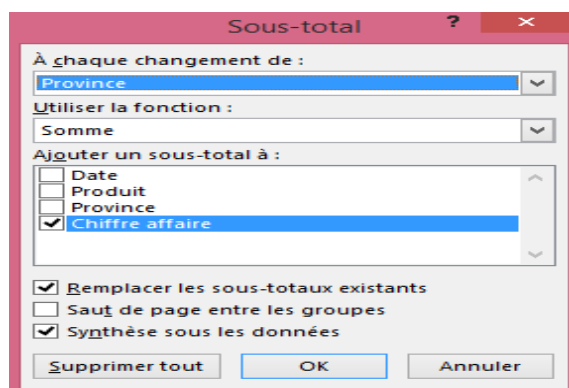 Sous-total ? ×
À chaque changement de :
Province
Utiliser la fonction :
Somme
Ajouter un sous-total à :
Date
Produit
Province
Chiffre affaire
Remplacer les sous-totaux existants
Saut de page entre les groupes
Synthèse sous les données
Supprimer tout OK Annuler